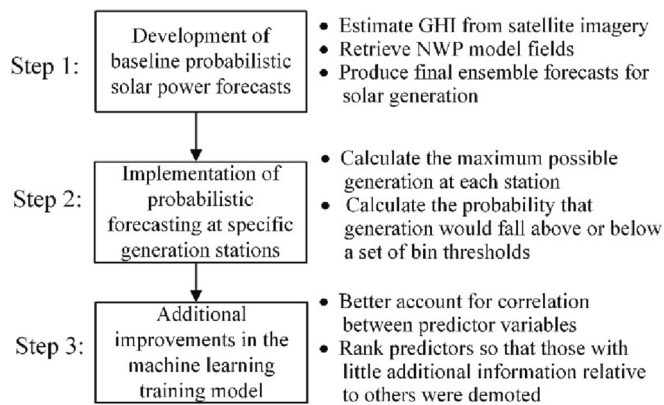 Step 1:
Development of
baseline probabilistic
solar power forecasts
• Estimate GHI from satellite imagery
• Retrieve NWP model fields
• Produce final ensemble forecasts for
solar generation
Step 2:
Implementation of
probabilistic
forecasting at specific
generation stations
• Calculate the maximum possible
generation at each station
• Calculate the probability that
generation would fall above or below
a set of bin thresholds
Step 3:
Additional
improvements in the
machine learning
training model
• Better account for correlation
between predictor variables
• Rank predictors so that those with
little additional information relative
to others were demoted